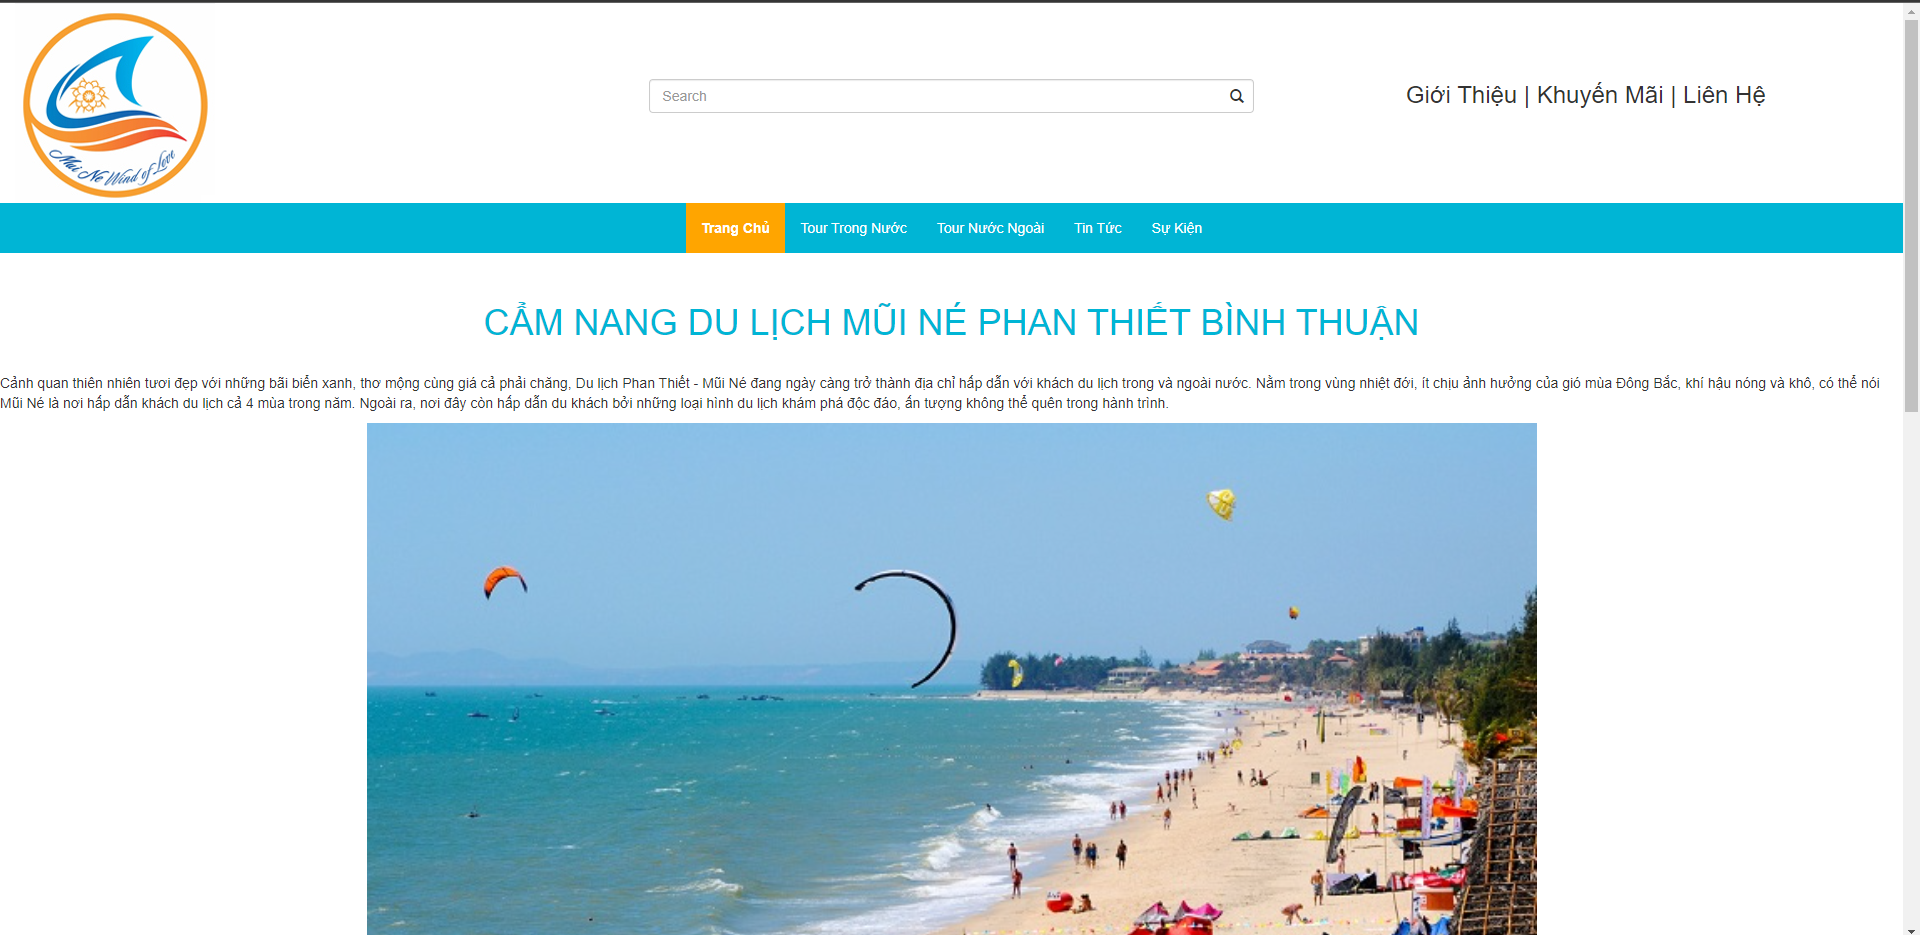 Mui Ne Wind of Love
Search
Giới Thiệu | Khuyến Mãi | Liên Hệ
Trang Chủ
Tour Trong Nước
Tour Nước Ngoài
Tin Tức
Sự Kiện
CẨM NANG DU LỊCH MŨI NÉ PHAN THIẾT BÌNH THUẬN
Cảnh quan thiên nhiên tươi đẹp với những bãi biển xanh, thơ mộng cùng giá cả phải chăng, Du lịch Phan Thiết - Mũi Né đang ngày càng trở thành địa chỉ hấp dẫn với khách du lịch trong và ngoài nước. Nằm trong vùng nhiệt đới, ít chịu ảnh hưởng của gió mùa Đông Bắc, khí hậu nóng và khô, có thể nói
Mũi Né là nơi hấp dẫn khách du lịch cả 4 mùa trong năm. Ngoài ra, nơi đây còn hấp dẫn du khách bởi những loại hình du lịch khám phá độc đáo, ấn tượng không thể quên trong hành trình.